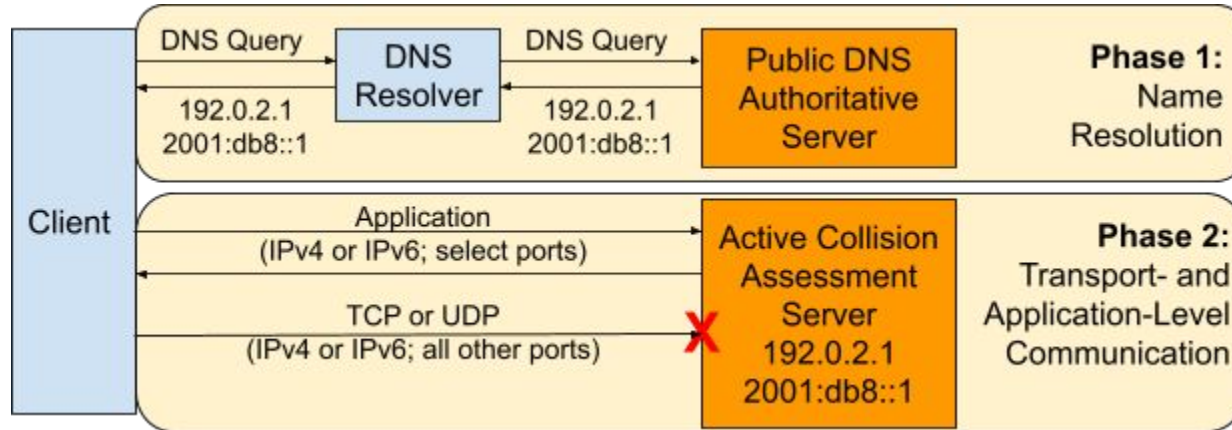 Client
DNS Query
192.0.2.1
2001:db8::1
DNS
Resolver
DNS Query
192.0.2.1
2001:db8::1
Public DNS
Authoritative
Server
Phase 1:
Name
Resolution
Application
(IPv4 or IPv6; select ports)
TCP or UDP
(IPv4 or IPv6; all other ports)
X
Active Collision
Assessment
Server
192.0.2.1
2001:db8::1
Phase 2:
Transport- and
Application-Level
Communication